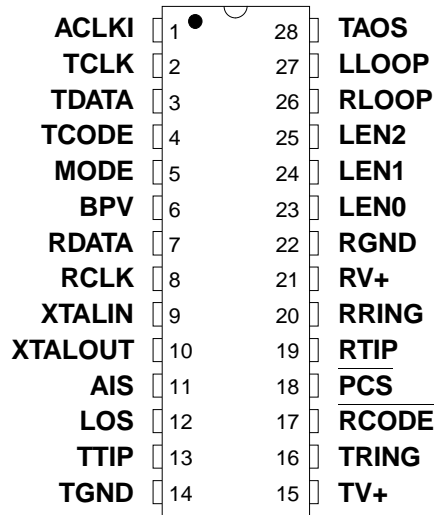 ACLKI 1 28 TAOS
TCLK 2 27 LLOOP
TDATA 3 26 RLOOP
TCODE 4 25 LEN2
MODE 5 24 LEN1
BPV 6 23 LEN0
RDATA 7 22 RGND
RCLK 8 21 RV+
XTALIN 9 20 RRING
XTALOUT 10 19 RTIP
AIS 11 18 P̅C̅S̅
LOS 12 17 R̅C̅O̅D̅E̅
TTIP 13 16 TRING
TGND 14 15 TV+